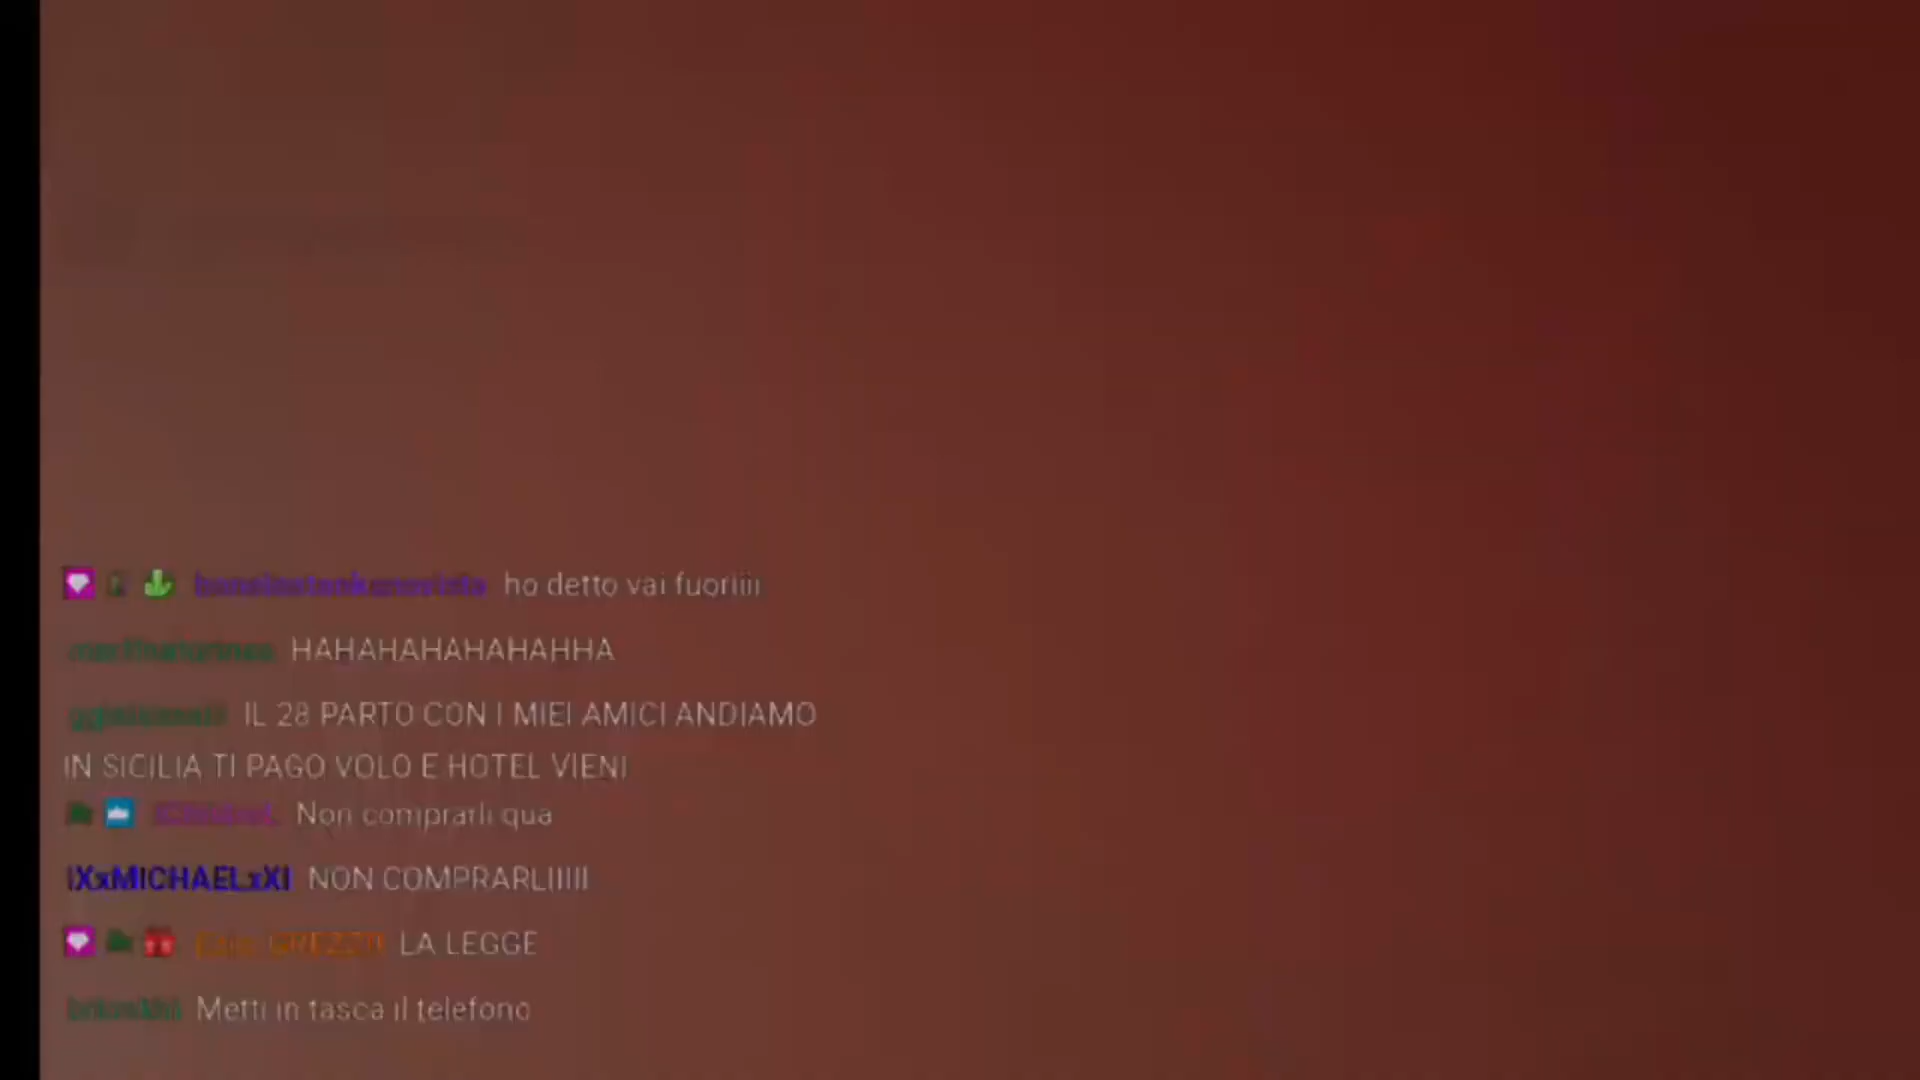 ho detto vai fuoriiii
HAHAHAHAHAHAHHA
IL 28 PARTO CON I MIEI AMICI ANDIAMO
IN SICILIA TI PAGO VOLO E HOTEL VIENI
Non comprarli qua
IXxMICHAELxXI NON COMPRARLIIIII
LA LEGGE
Metti in tasca il telefono